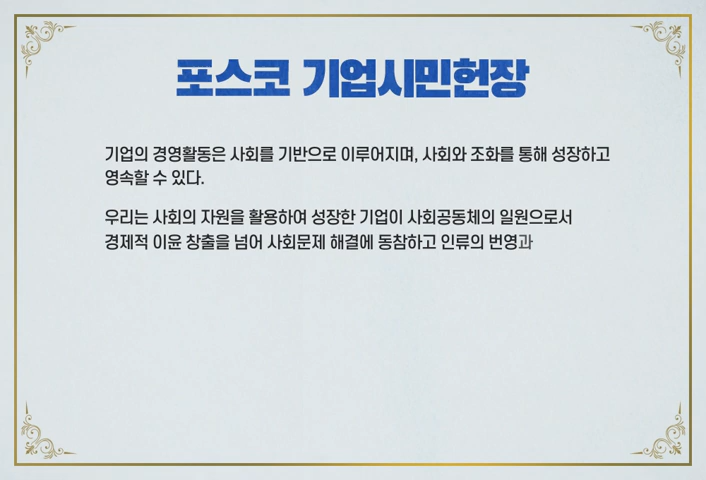 포스코 기업시민헌장
기업의 경영활동은 사회를 기반으로 이루어지며, 사회와 조화를 통해 성장하고
영속할 수 있다.
우리는 사회의 자원을 활용하여 성장한 기업이 사회공동체의 일원으로서
경제적 이윤 창출을 넘어 사회문제 해결에 동참하고 인류의 번영과